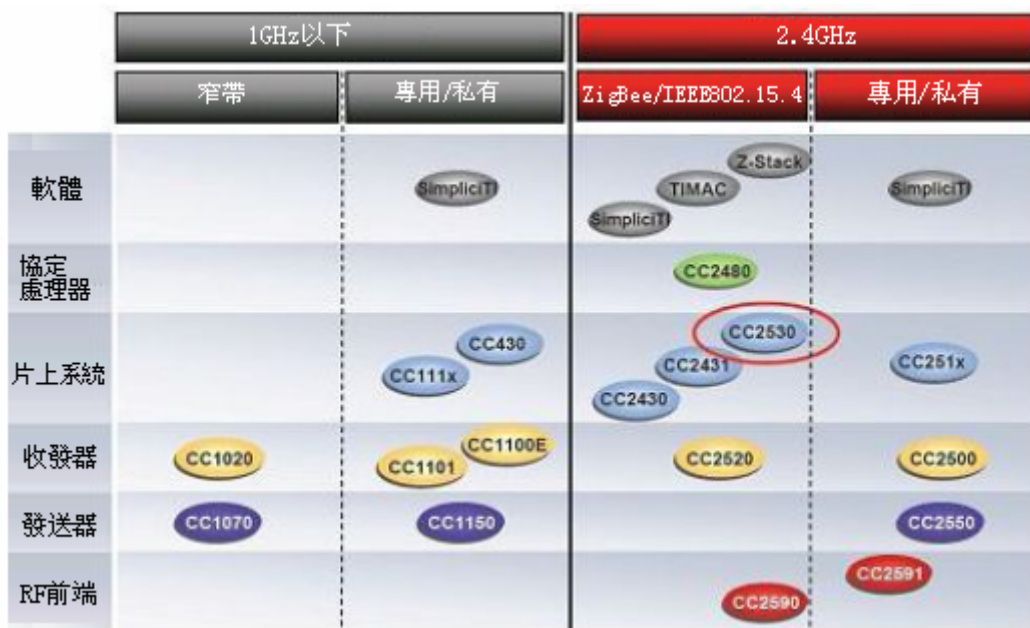 1GHz以下
2.4GHz
窄帶
專用/私有
ZigBee/IEEE802.15.4
專用/私有
軟體
SimpliciTI
Z-Stack
TIMAC
SimpliciTI
SimpliciTI
協定
處理器
CC2480
片上系統
CC430
CC111x
CC2530
CC2431
CC2430
CC251x
收發器
CC1020
CC1100E
CC1101
CC2520
CC2500
發送器
CC1070
CC1150
CC2550
RF前端
CC2591
CC2590